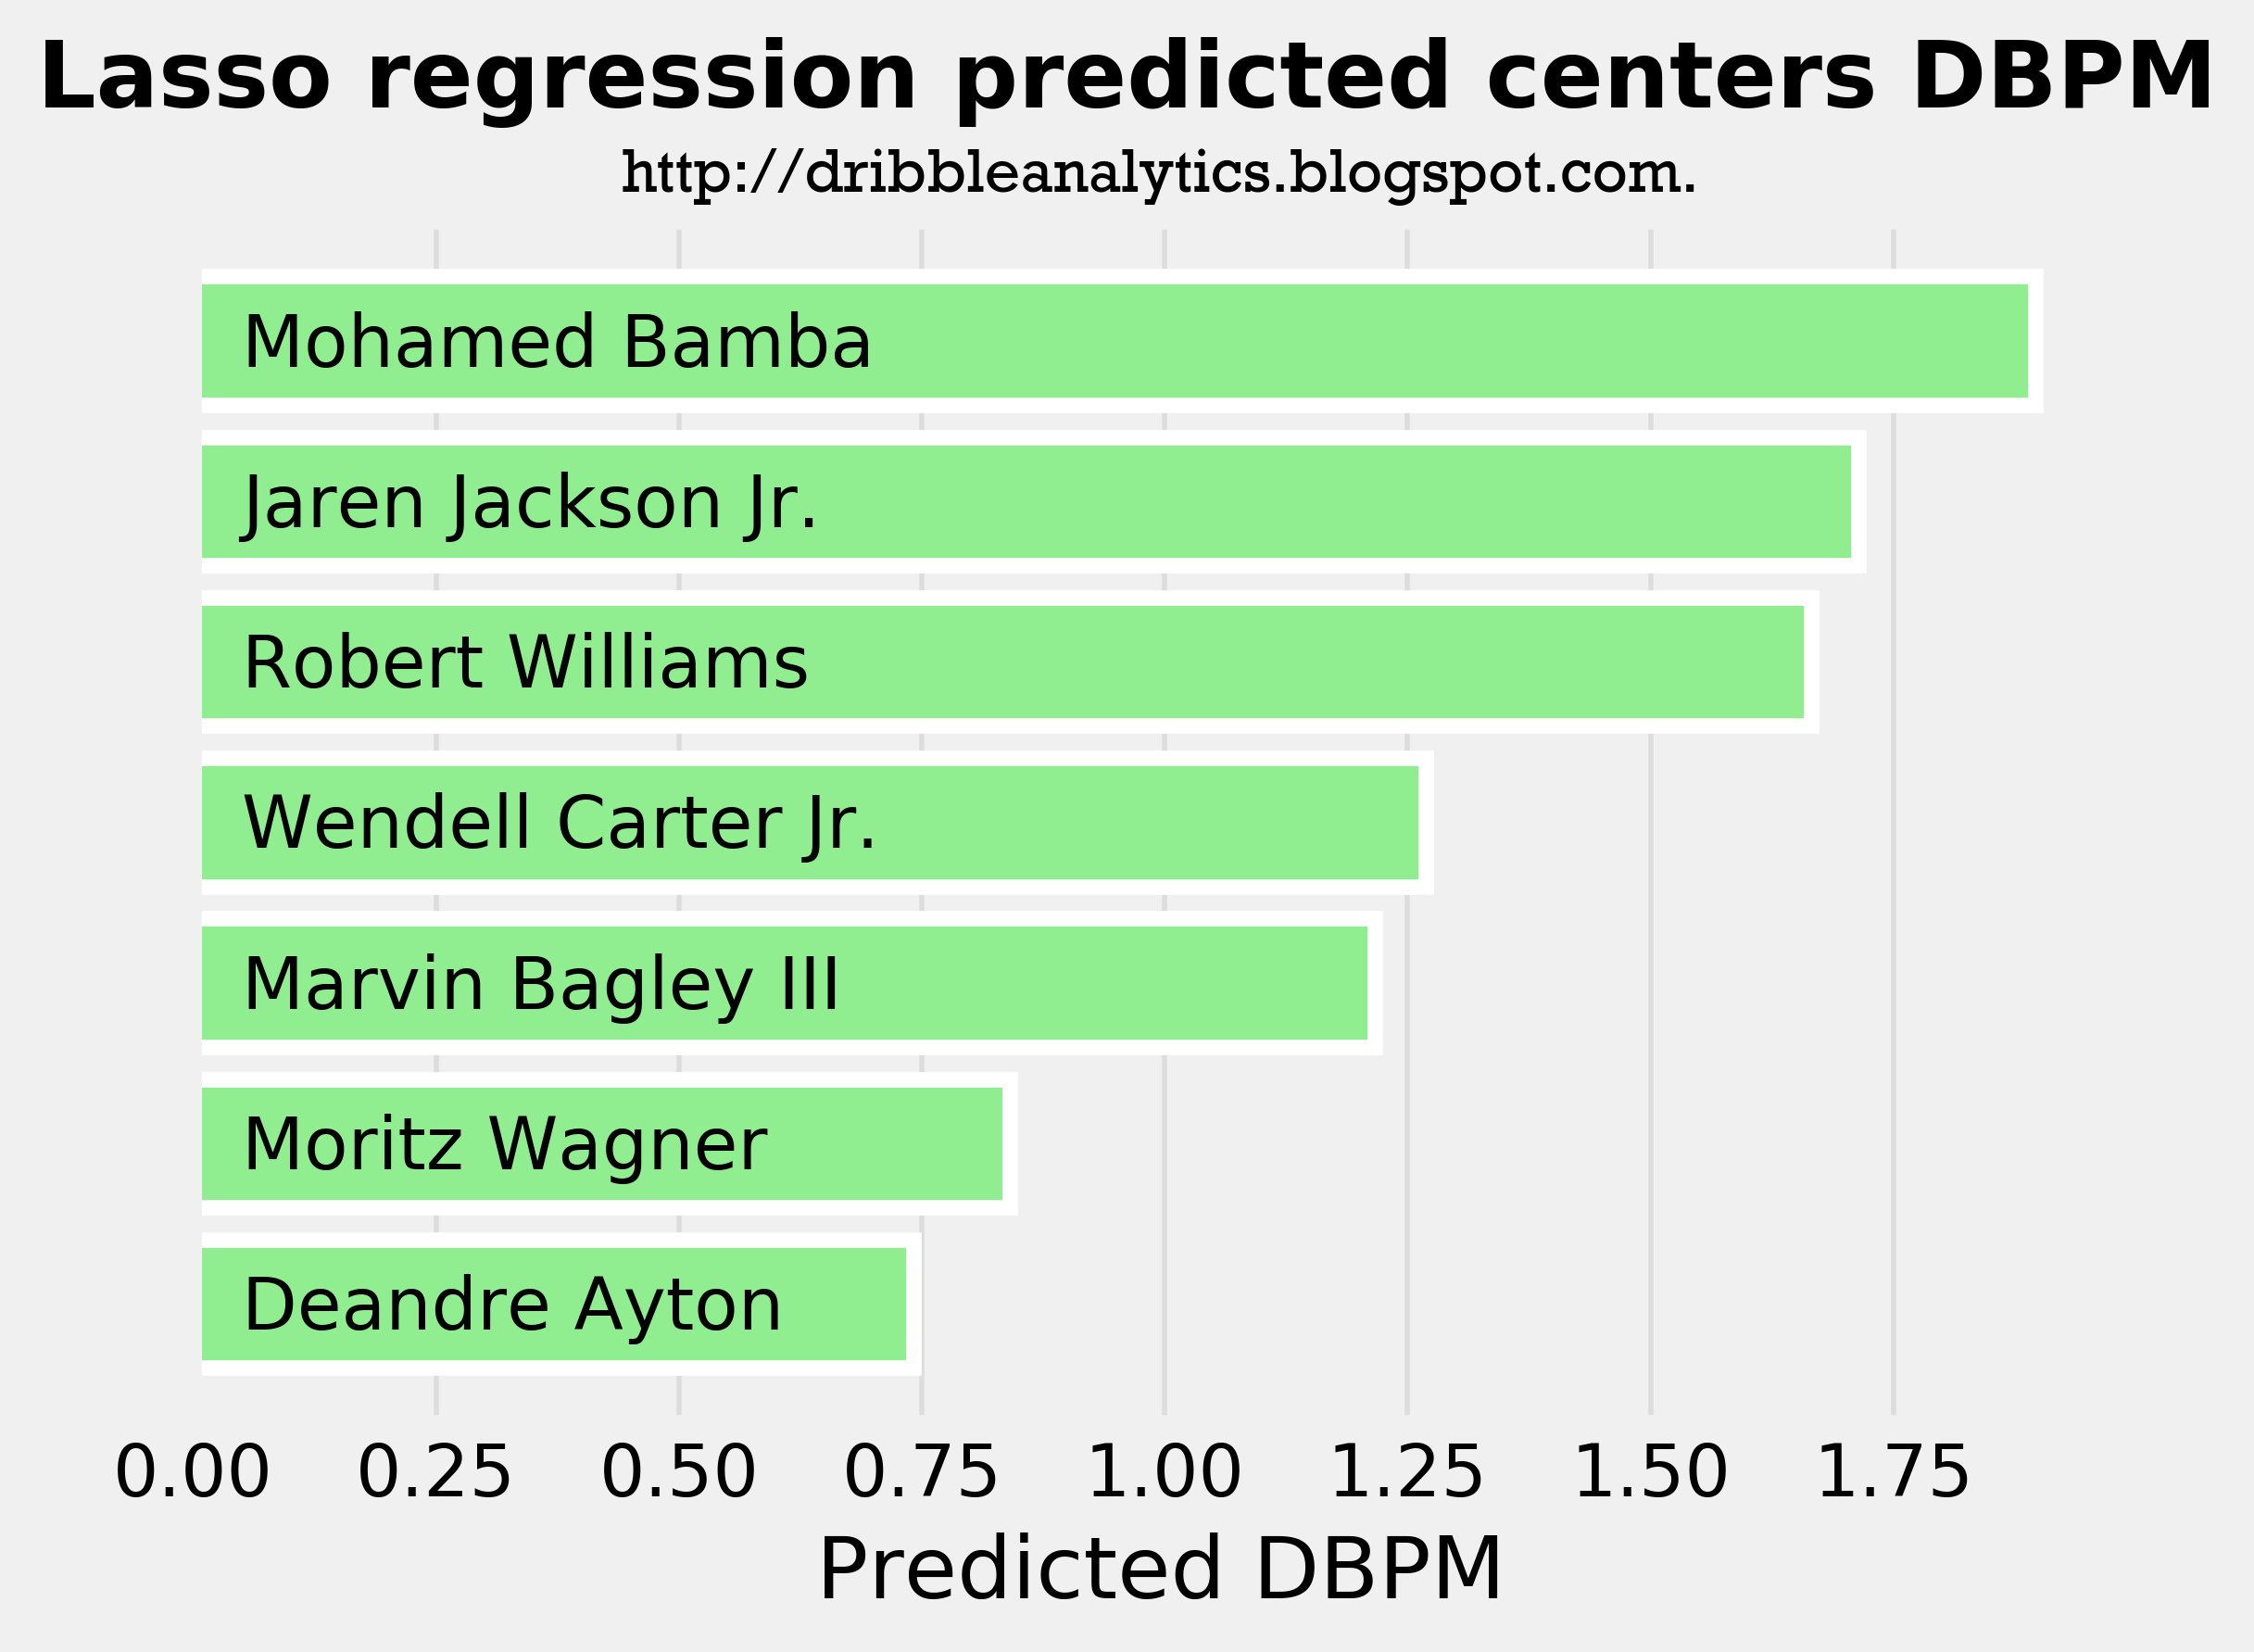 Lasso regression predicted centers DBPM
http://dribbleanalytics.blogspot.com.
Mohamed Bamba
Jaren Jackson Jr.
Robert Williams
Wendell Carter Jr.
Marvin Bagley III
Moritz Wagner
Deandre Ayton
0.00 0.25 0.50 0.75 1.00 1.25 1.50 1.75
Predicted DBPM